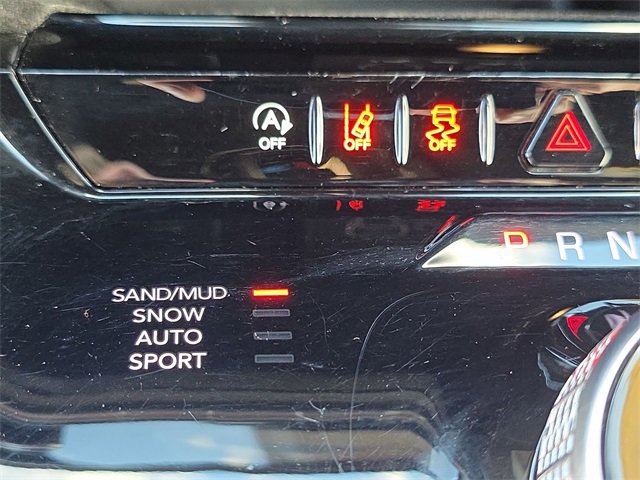 A
OFF OFF OFF
P R N
SAND/MUD
SNOW
AUTO
SPORT